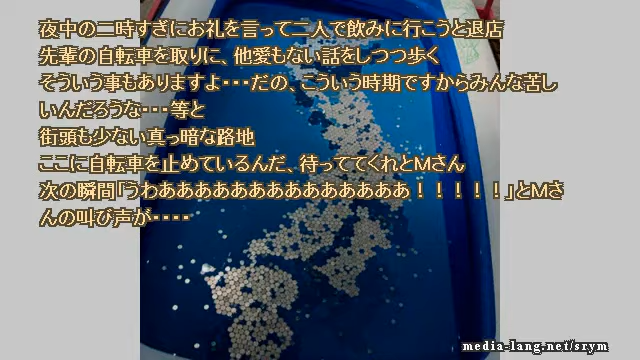 夜中の二時すぎにお礼を言って二人で飲みに行こうと退店
先輩の自転車を取りに、他愛もない話をしつつ歩く
そういう事もありますよ・・・だの、こういう時期ですからみんな苦し
いんだろうな・・・等と
街頭も少ない真っ暗な路地
ここに自転車を止めているんだ、待っててくれとMさん
次の瞬間「うわあああああああああああああああ！！！！！」とMさ
んの叫び声が・・・・
media-lang.net/srym